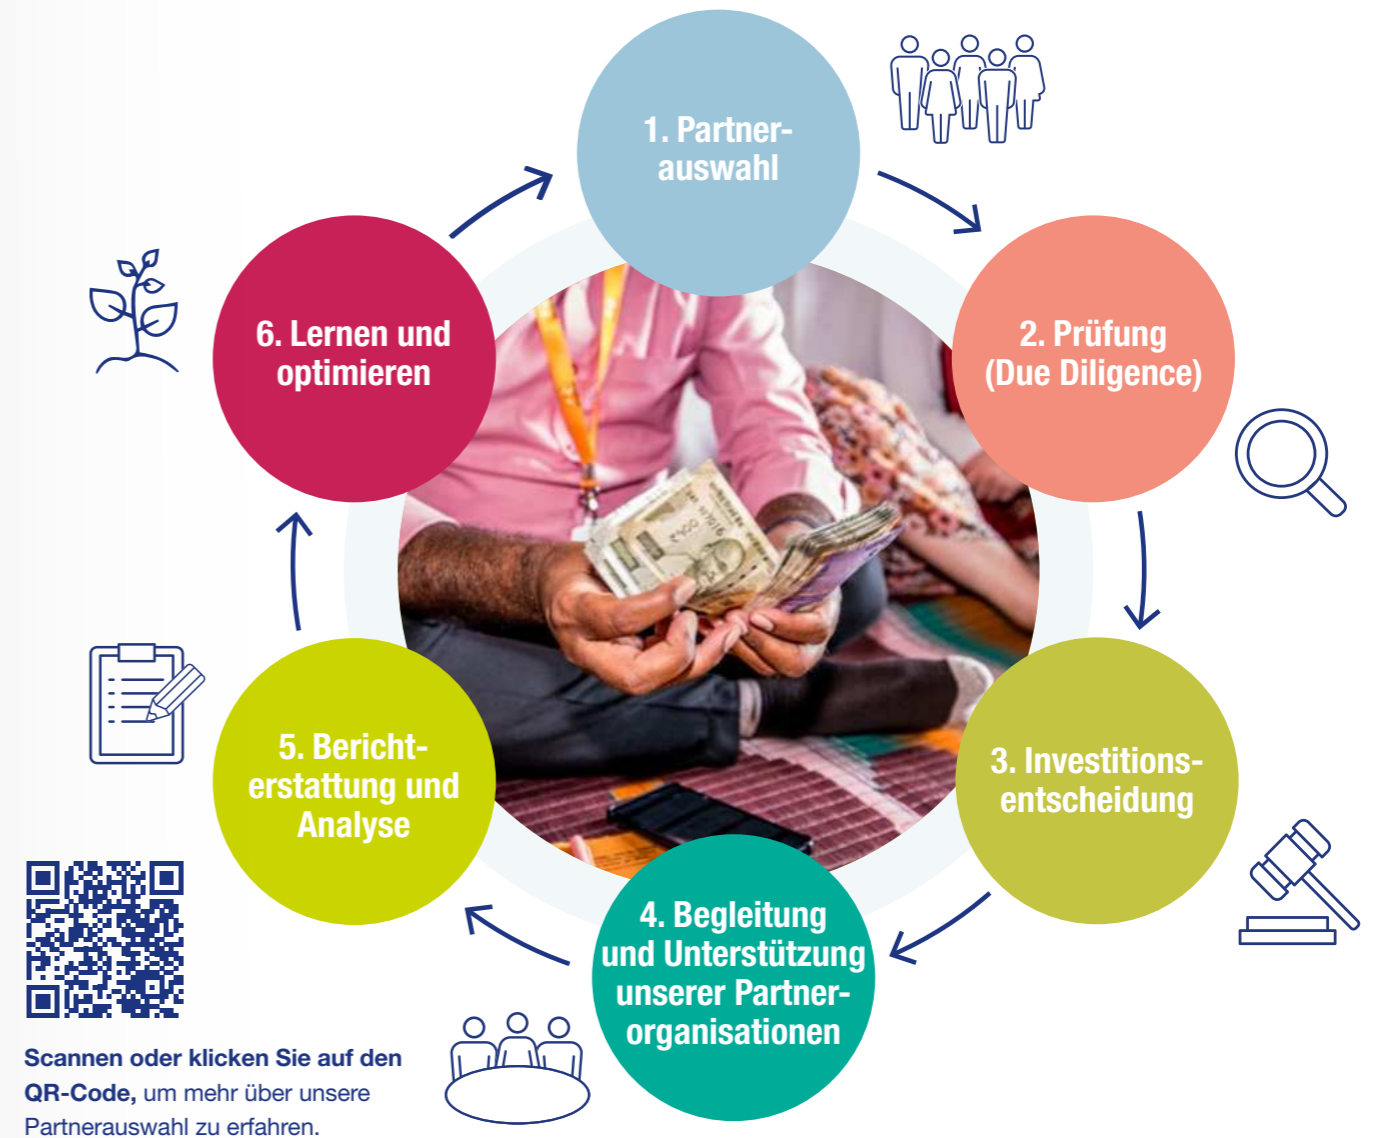 1. Partner-
auswahl
2. Prüfung
(Due Diligence)
3. Investitions-
entscheidung
4. Begleitung
und Unterstützung
unserer Partner-
organisationen
5. Bericht-
erstattung und
Analyse
6. Lernen und
optimieren
Scannen oder klicken Sie auf den
QR-Code, um mehr über unsere
Partnerauswahl zu erfahren.